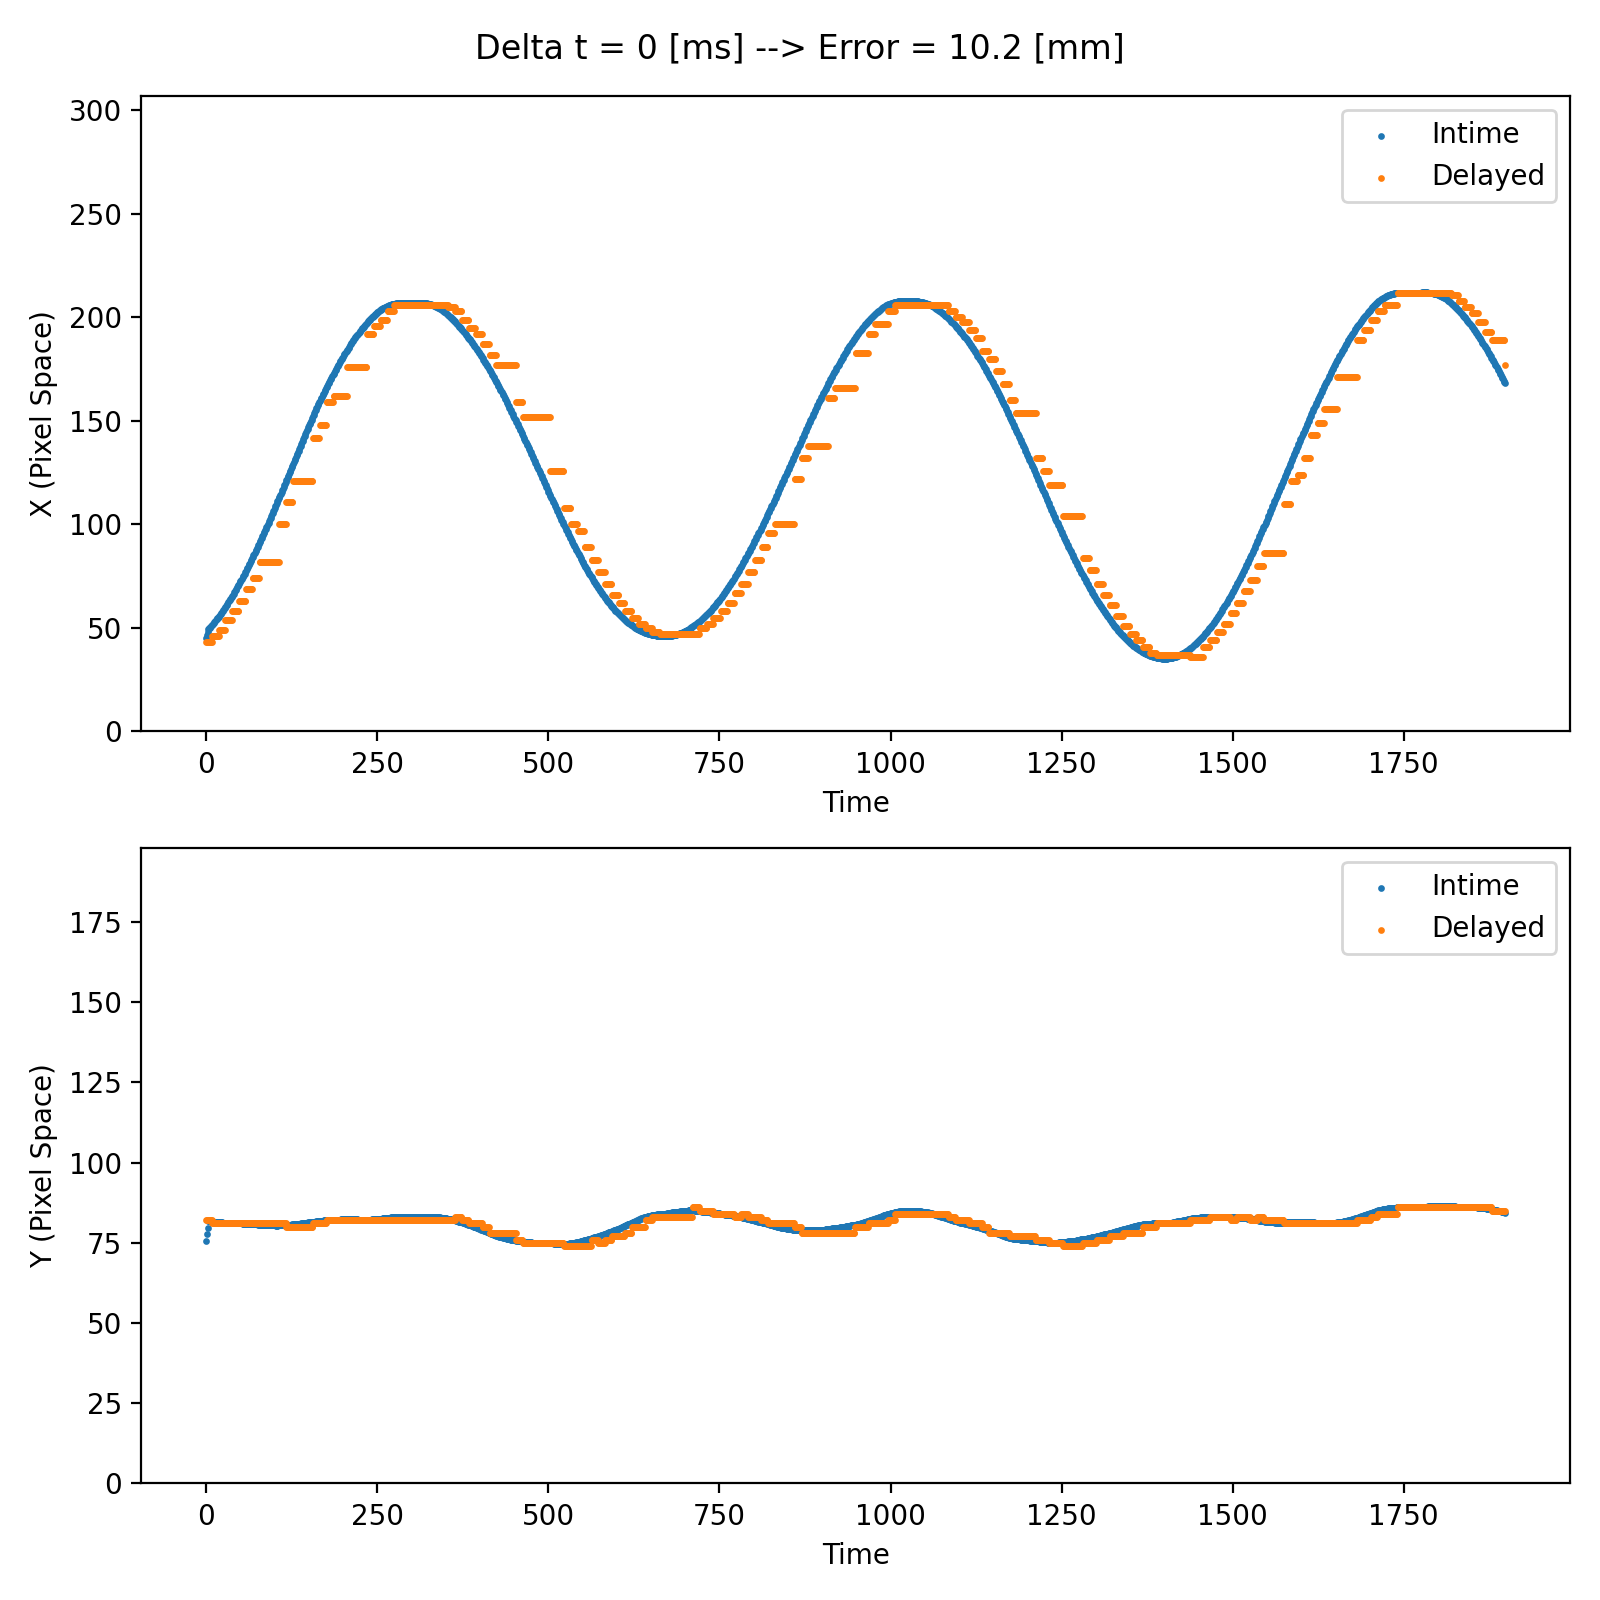 Delta t = 0 [ms] --> Error = 10.2 [mm]
300
250
200
150
100
50
0
X (Pixel Space)
Intime
Delayed
0 250 500 750 1000 1250 1500 1750
Time
175
150
125
100
75
50
25
0
Y (Pixel Space)
Intime
Delayed
0 250 500 750 1000 1250 1500 1750
Time